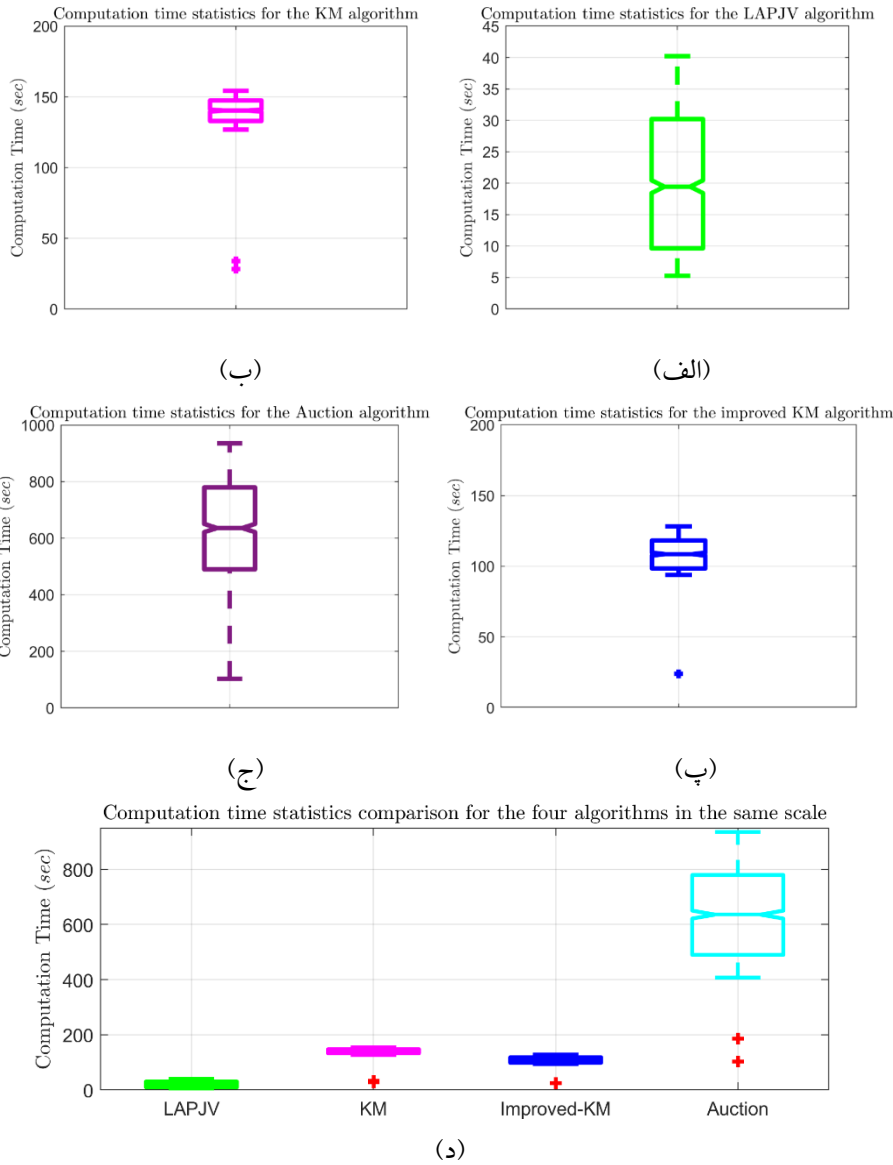 Computation time statistics for the KM algorithm
Computation Time (sec)
200
150
100
50
0
(ب)
Computation time statistics for the LAPJV algorithm
Computation Time (sec)
45
40
35
30
25
20
15
10
5
0
(الف)
Computation time statistics for the Auction algorithm
Computation Time (sec)
1000
800
600
400
200
0
(ج)
Computation time statistics for the improved KM algorithm
Computation Time (sec)
200
150
100
50
0
(پ)
Computation time statistics comparison for the four algorithms in the same scale
Computation Time (sec)
800
600
400
200
0
LAPJV KM Improved-KM Auction
(د)